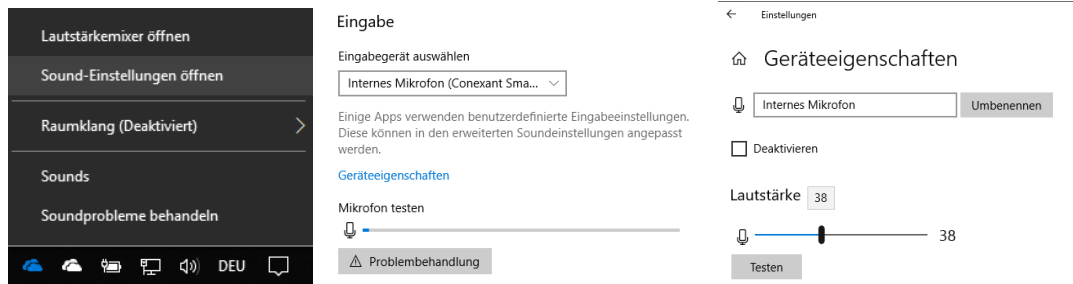 Lautstärkemixer öffnen
Sound-Einstellungen öffnen
Raumklang (Deaktiviert)
Sounds
Soundprobleme behandeln
DEU
Eingabe
Eingabegerät auswählen
Internes Mikrofon (Conexant Sma...
Einige Apps verwenden benutzerdefinierte Eingabeeinstellungen.
Diese können in den erweiterten Soundeinstellungen angepasst
werden.
Geräteeigenschaften
Mikrofon testen
Problembehandlung
Einstellungen
Geräteeigenschaften
Internes Mikrofon
Umbenennen
Deaktivieren
Lautstärke 38
38
Testen